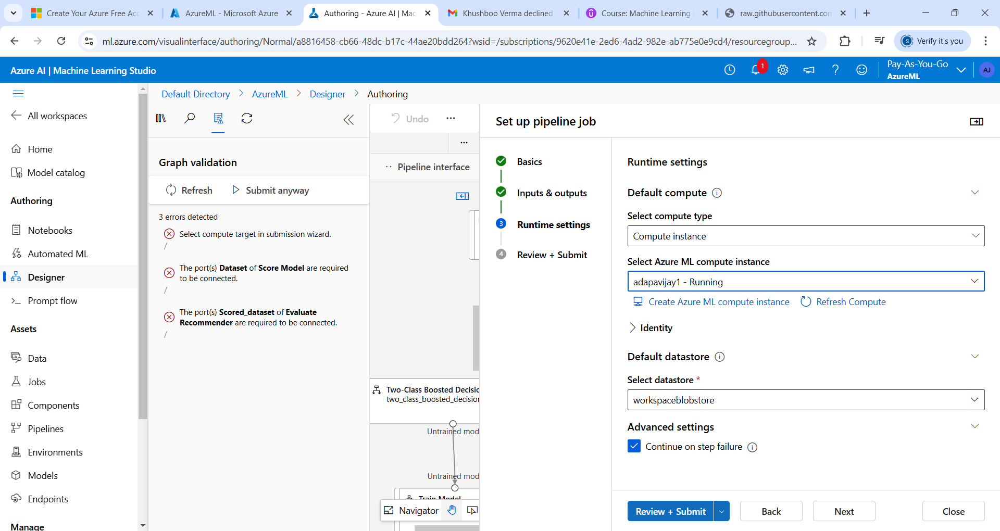 Create Your Azure Free Acc
AzureML - Microsoft Azure
Authoring - Azure AI | Mac
Khushboo Verma declined
Course: Machine Learning
raw.githubusercontent.con
ml.azure.com/visualinterface/authoring/Normal/a8816458-cb66-48dc-b17c-44ae20bdd264?wsid=/subscriptions/9620e41e-2ed6-4ad2-982e-ab775e0e9cd4/resourcegroup...
S
Verify it's you
Azure AI | Machine Learning Studio
1
Pay-As-You-Go
AzureML
AJ
Default Directory > AzureML > Designer > Authoring
All workspaces
Home
Model catalog
Authoring
Notebooks
Automated ML
Designer
Prompt flow
Assets
Data
Jobs
Components
Pipelines
Environments
Models
Endpoints
Manage
Graph validation
Refresh
Submit anyway
3 errors detected
Select compute target in submission wizard.
/
The port(s) Dataset of Score Model are required
to be connected.
/
The port(s) Scored_dataset of Evaluate
Recommender are required to be connected.
/
Undo
...
...
Pipeline interface
Two-Class Boosted Decisic
two_class_boosted_decision
Untrained mod
Untrained mod
Train Model
Navigator
Set up pipeline job
Basics
Inputs & outputs
3
Runtime settings
4
Review + Submit
Runtime settings
Default compute
Select compute type
Compute instance
Select Azure ML compute instance
adapavijay1 - Running
Create Azure ML compute instance
Refresh Compute
Identity
Default datastore
Select datastore *
workspaceblobstore
Advanced settings
Continue on step failure
Review + Submit
Back
Next
Close